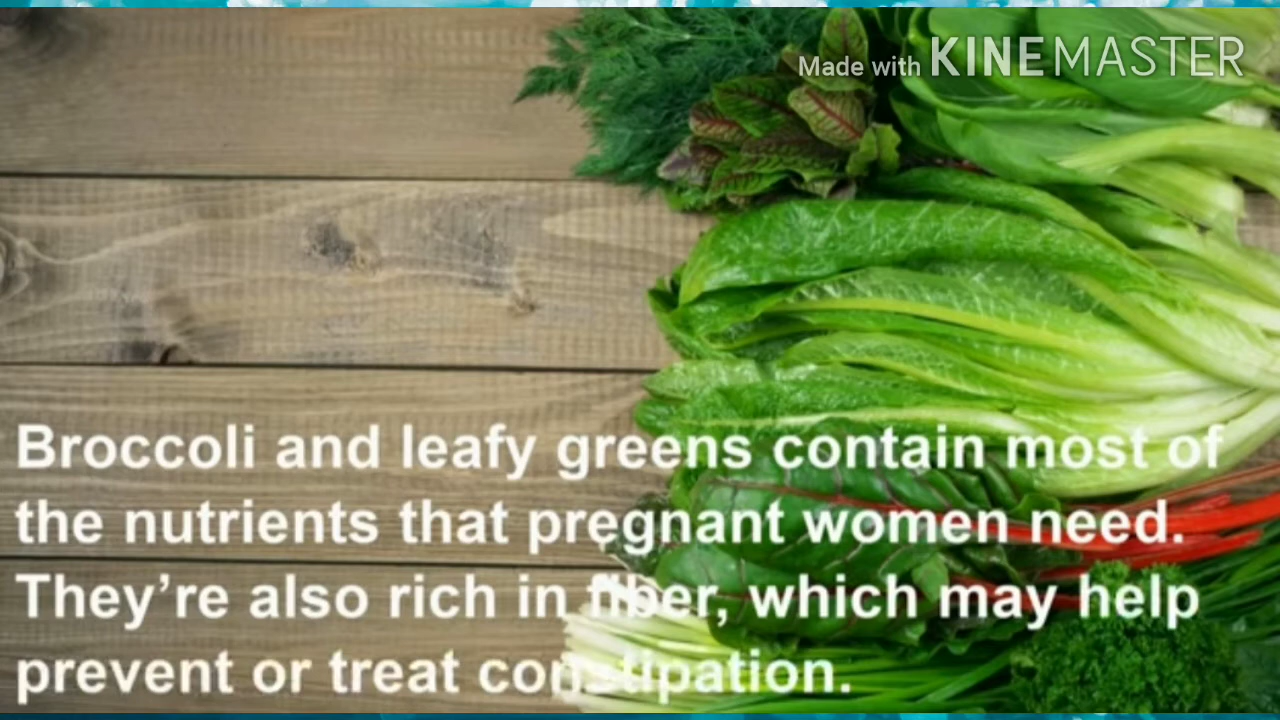 Made with KINEMASTER
Broccoli and leafy greens contain most of
the nutrients that pregnant women need.
They’re also rich in fiber, which may help
prevent or treat constipation.